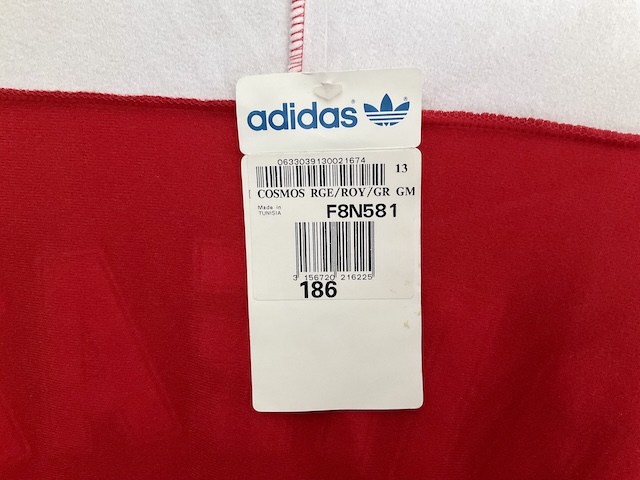 adidas
0633039130021674
13
COSMOS RGE/ROY/GR GM
Made in
TUNISIA
F8N581
3 156720 216225
186